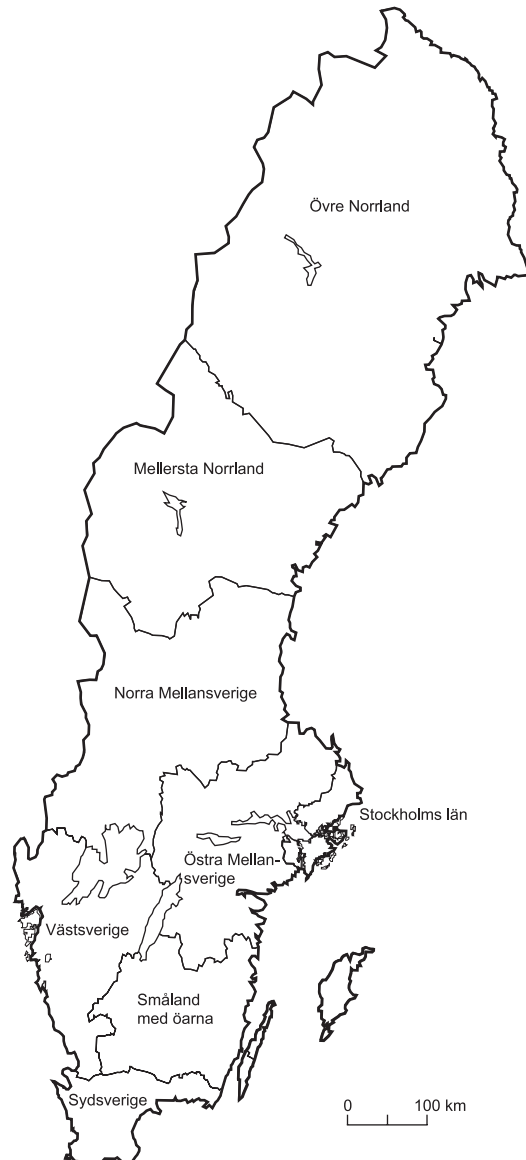 Övre Norrland
Mellersta Norrland
Norra Mellansverige
Stockholms län
Östra Mellan-
sverige
Västsverige
Småland
med öarna
Sydsverige
0 100 km